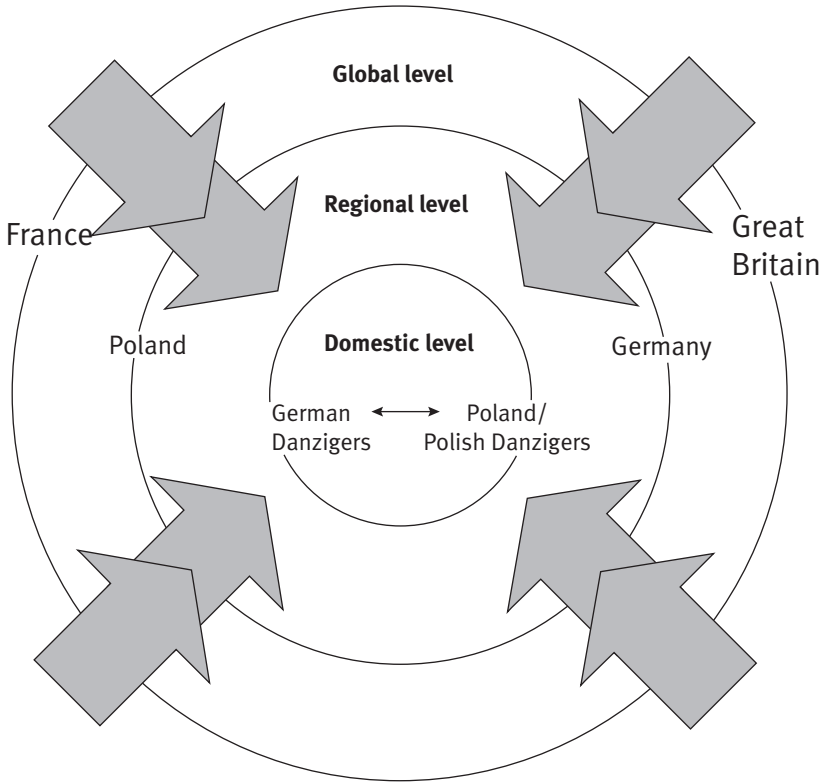 Global level
Regional level
France
Great
Britain
Poland
Domestic level
Germany
German
Danzigers
Poland/
Polish Danzigers